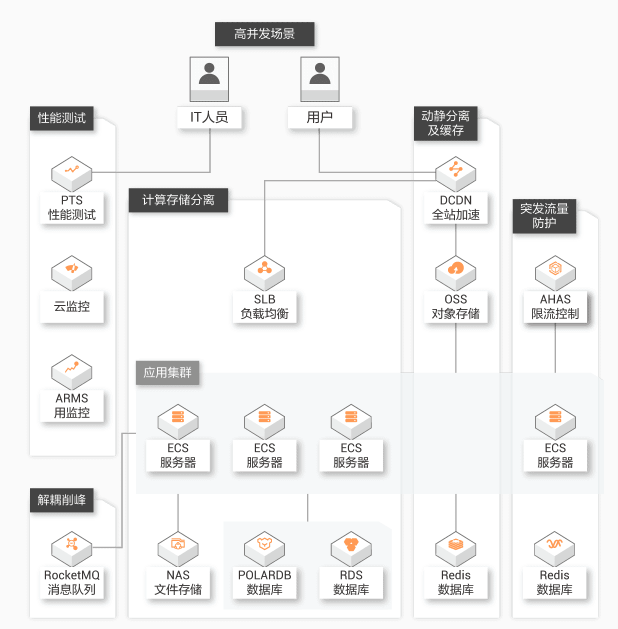 高并发场景
IT人员
用户
性能测试
PTS
性能测试
云监控
ARMS
用监控
解耦削峰
RocketMQ
消息队列
计算存储分离
SLB
负载均衡
应用集群
ECS
服务器
ECS
服务器
ECS
服务器
NAS
文件存储
POLARDB
数据库
RDS
数据库
动静分离
及缓存
DCDN
全站加速
OSS
对象存储
Redis
数据库
突发流量
防护
AHAS
限流控制
ECS
服务器
Redis
数据库